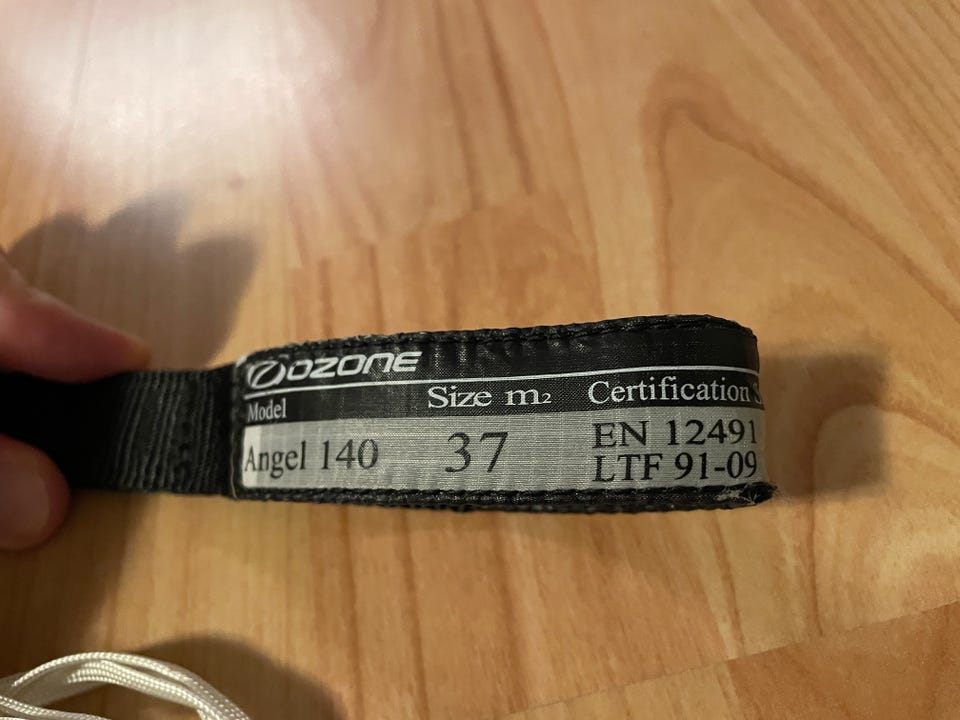 OZONE
Model Size m2 Certification
Angel 140 37 EN 12491
LTF 91-09